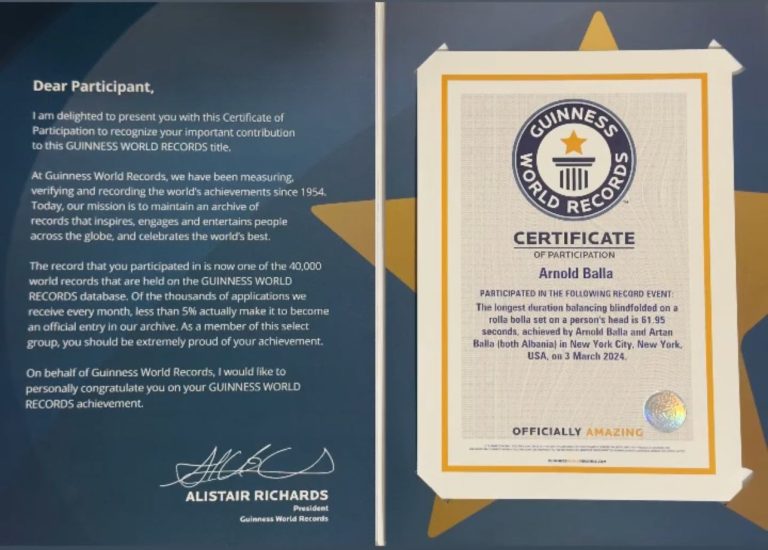 Dear Participant,
I am delighted to present you with this Certificate of
Participation to recognize your important contribution
to this GUINNESS WORLD RECORDS title.
At Guinness World Records, we have been measuring,
verifying and recording the world's achievements since 1954.
Today, our mission is to maintain an archive of
records that inspires, engages and entertains people
across the globe, and celebrates the world's best.
The record that you participated in is now one of the 40,000
world records that are held on the GUINNESS WORLD
RECORDS database. Of the thousands of applications we
receive every month, less than 5% actually make it to become
an official entry in our archive. As a member of this select
group, you should be extremely proud of your achievement.
On behalf of Guinness World Records, I would like to
personally congratulate you on your GUINNESS WORLD
RECORDS achievement.
ALISTAIR RICHARDS
President
Guinness World Records
GUINNESS
WORLD RECORDS
TM
CERTIFICATE
OF PARTICIPATION
Arnold Balla
PARTICIPATED IN THE FOLLOWING RECORD EVENT:
The longest duration balancing blindfolded on a
rolla bolla set on a person's head is 61.95
seconds, achieved by Arnold Balla and Artan
Balla (both Albania) in New York City, New York,
USA, on 3 March 2024.
OFFICIALLY AMAZING